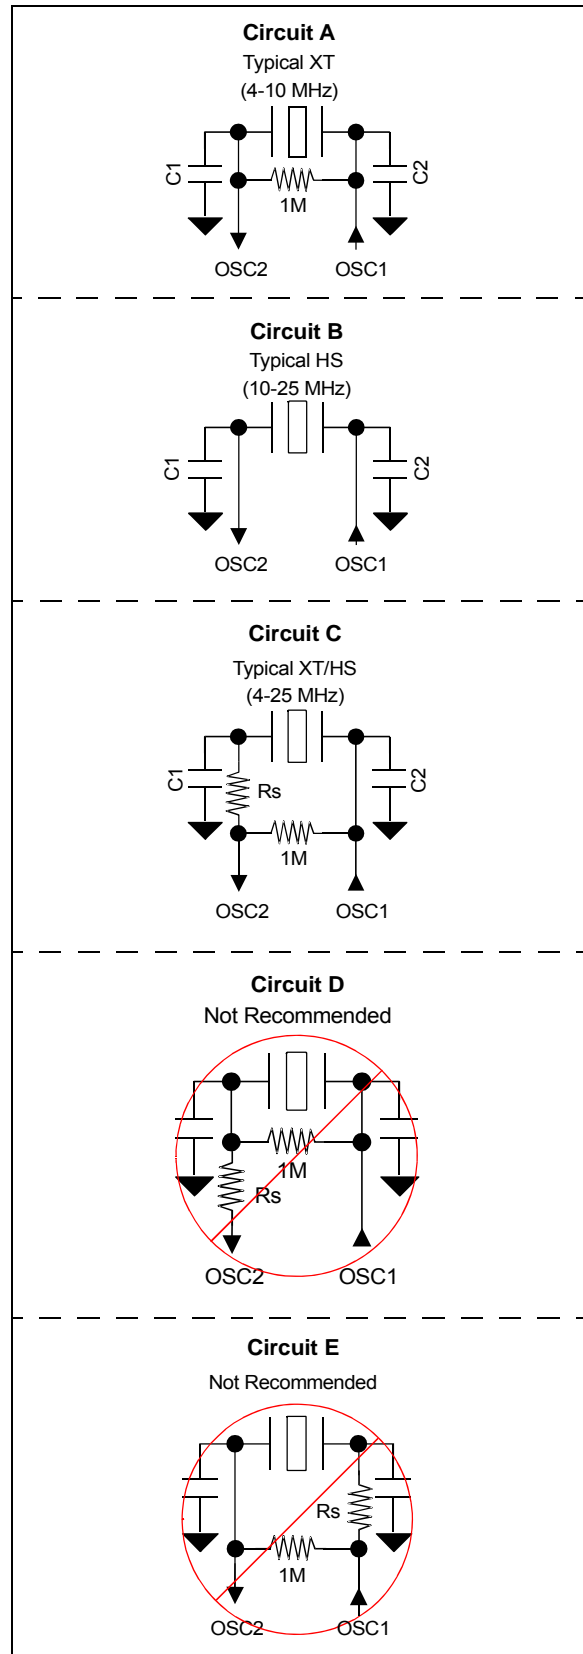 Circuit A
Typical XT
(4-10 MHz)
C1
C2
1M
OSC2
OSC1
Circuit B
Typical HS
(10-25 MHz)
C1
C2
OSC2
OSC1
Circuit C
Typical XT/HS
(4-25 MHz)
C1
Rs
C2
1M
OSC2
OSC1
Circuit D
Not Recommended
1M
Rs
OSC2
OSC1
Circuit E
Not Recommended
Rs
1M
OSC2
OSC1